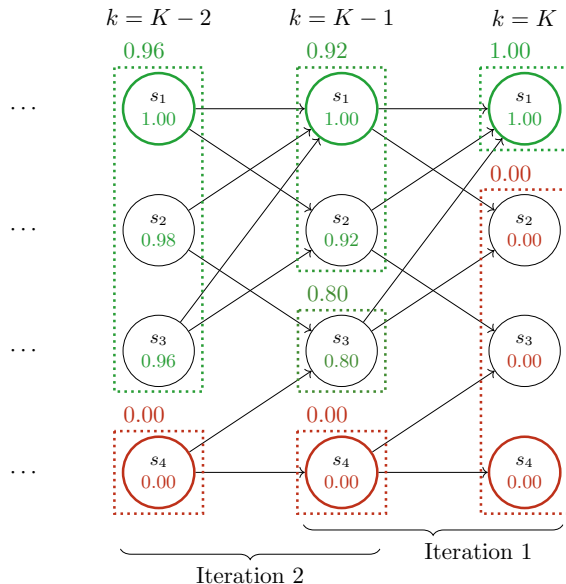 k = K − 2 k = K − 1 k = K
0.96 0.92 1.00
⋯ s₁ s₁ s₁
1.00 1.00 1.00
0.00
⋯ s₂ s₂ s₂
0.98 0.92 0.00
0.80
⋯ s₃ s₃ s₃
0.96 0.80 0.00
0.00 0.00
⋯ s₄ s₄ s₄
0.00 0.00 0.00
Iteration 1
Iteration 2